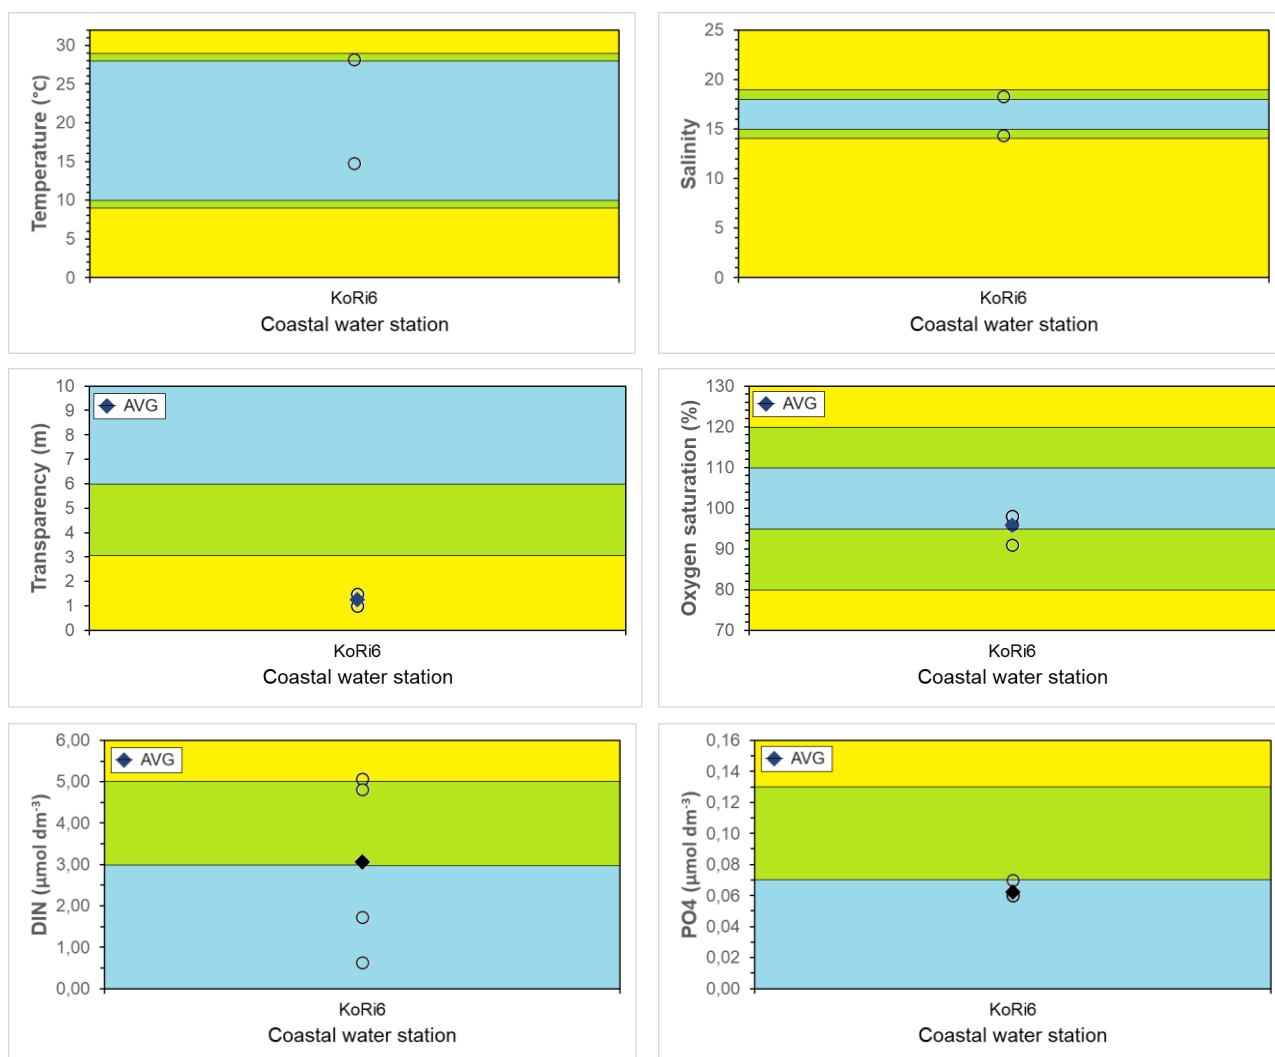 Temperature (°C)
30
25
20
15
10
5
0
KoRi6
Coastal water station
Salinity
25
20
15
10
5
0
KoRi6
Coastal water station
Transparency (m)
10
9
8
7
6
5
4
3
2
1
0
AVG
KoRi6
Coastal water station
Oxygen saturation (%)
130
120
110
100
90
80
70
AVG
KoRi6
Coastal water station
DIN (µmol dm⁻³)
6,00
5,00
4,00
3,00
2,00
1,00
0,00
AVG
KoRi6
Coastal water station
PO4 (µmol dm⁻³)
0,16
0,14
0,12
0,10
0,08
0,06
0,04
0,02
0,00
AVG
KoRi6
Coastal water station